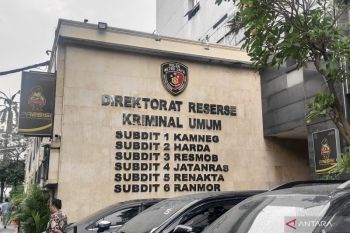 DIREKTORAT RESERSE
KRIMINAL UMUM
SUBDIT 1 KAMNEG
SUBDIT 2 HARDA
SUBDIT 3 RESMOB
SUBDIT 4 JATANRAS
SUBDIT 5 RENAKTA
SUBDIT 6 RANMOR
PRESISI
ANTARA